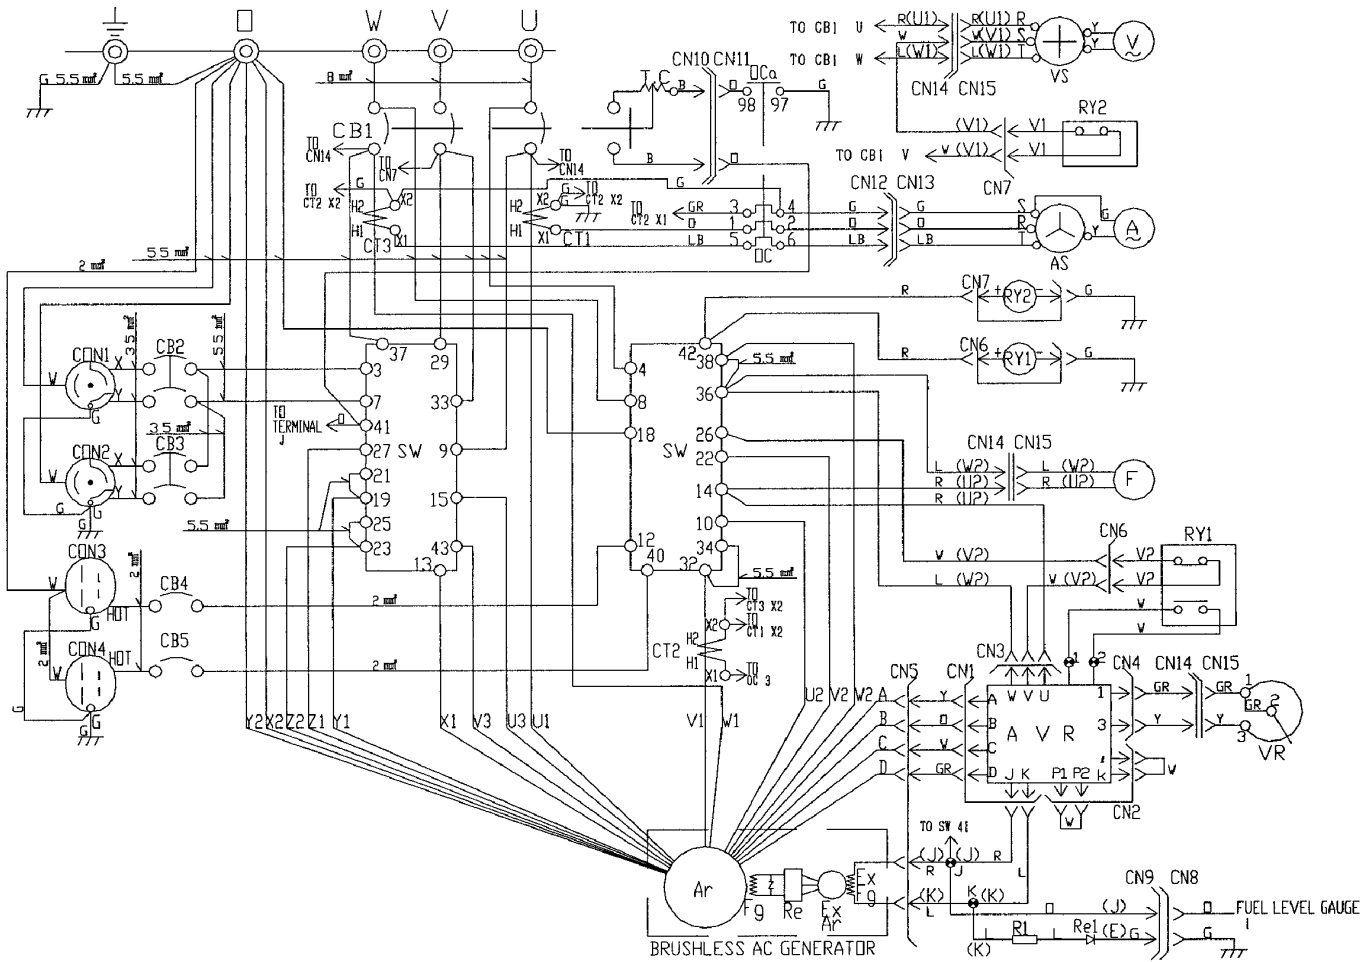 O W V U
G 5.5 mm² 5.5 mm²
8 mm²
CB1
TO CN14
TO CN7
TO CN14
TO CT2 X2
G
H2 X2
H1 X1
CT3
H2 X2
H1 X1
CT1
G TO CT2 X2
G
T C B
B
CN10 CN11
O OCa G
98 97
O
G
TO CT2 X1 GR 3 4
O 1 2
LB 5 6
OC
TO CB1 U R(U1) (U1) R
W (V1) S
TO CB1 W L(W1) (W1) T
CN14 CN15
VS
Y
Y
V
RY2
(V1) V1
TO CB1 V W (V1) V1
CN7
CN12 CN13
G G S
O O R
LB LB T
AS
G
Y
A
R CN7 + RY2 - G
R CN6 + RY1 - G
5.5 mm²
2 mm²
CON1 X CB2
W Y
G
3.5 mm²
5.5 mm²
3.5 mm²
CON2 X CB3
W Y
G
G
G
5.5 mm²
CON3
W
G
HOT
2 mm²
CB4
2 mm²
CON4
HOT
2 mm²
W
CB5
2 mm²
G
G
G
TO TERMINAL J
O
37 29
3
7 33
41
27 SW 9
21
19 15
25
23 43
13
42
4 38 5.5 mm²
8 36
18 26
SW 22
14
10
12 34
40 32 5.5 mm²
CN14 CN15
L (W2) L (W2)
R (U2) R (U2)
R (U2)
F
CN6 RY1
W (V2) V2
L (W2) W (V2) V2
W
W
TO CT3 X2
X2 TO CT1 X2
H2
CT2 H1
X1 TO OC 3
CN3 1 2
CN5 CN1 CN4 CN14 CN15
Y2 X2 Z2 Z1 Y1 X1 V3 U3 U1 V1 W1 U2 V2 W2
A Y A W V U 1 GR GR 1
B O B A V R 3 Y Y 3
GR 2
VR
C W C
D GR D J K P1 P2 k W
W CN2
TO SW 41
(J) (J) R
R J
L
(K) K (K)
L
Ar Fg Re Ex Ar Ex Fg
BRUSHLESS AC GENERATOR
CN9 CN8
O (J) O FUEL LEVEL GAUGE
1
L R1 L Re1 (E) G G
(K)